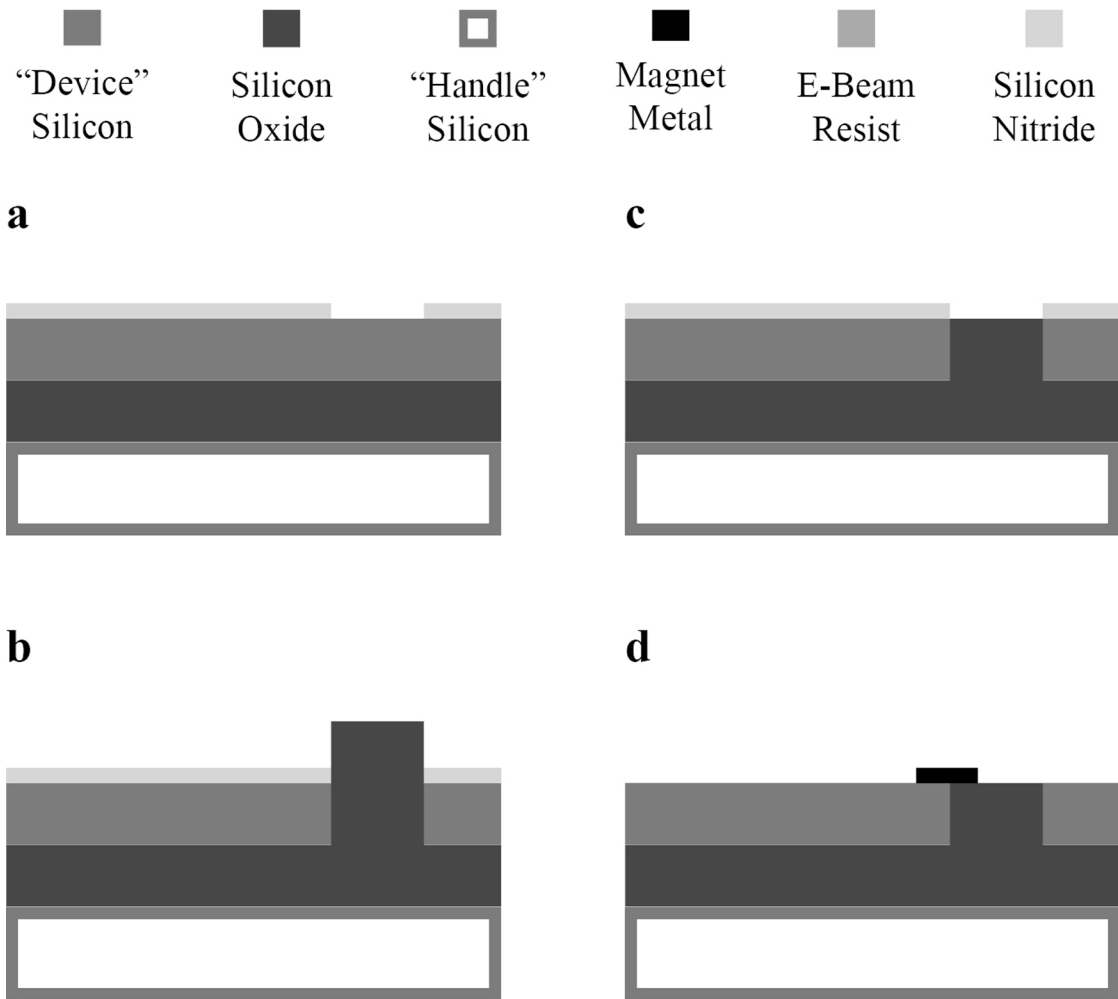 “Device”
Silicon
Silicon
Oxide
“Handle”
Silicon
Magnet
Metal
E-Beam
Resist
Silicon
Nitride
a
c
b
d